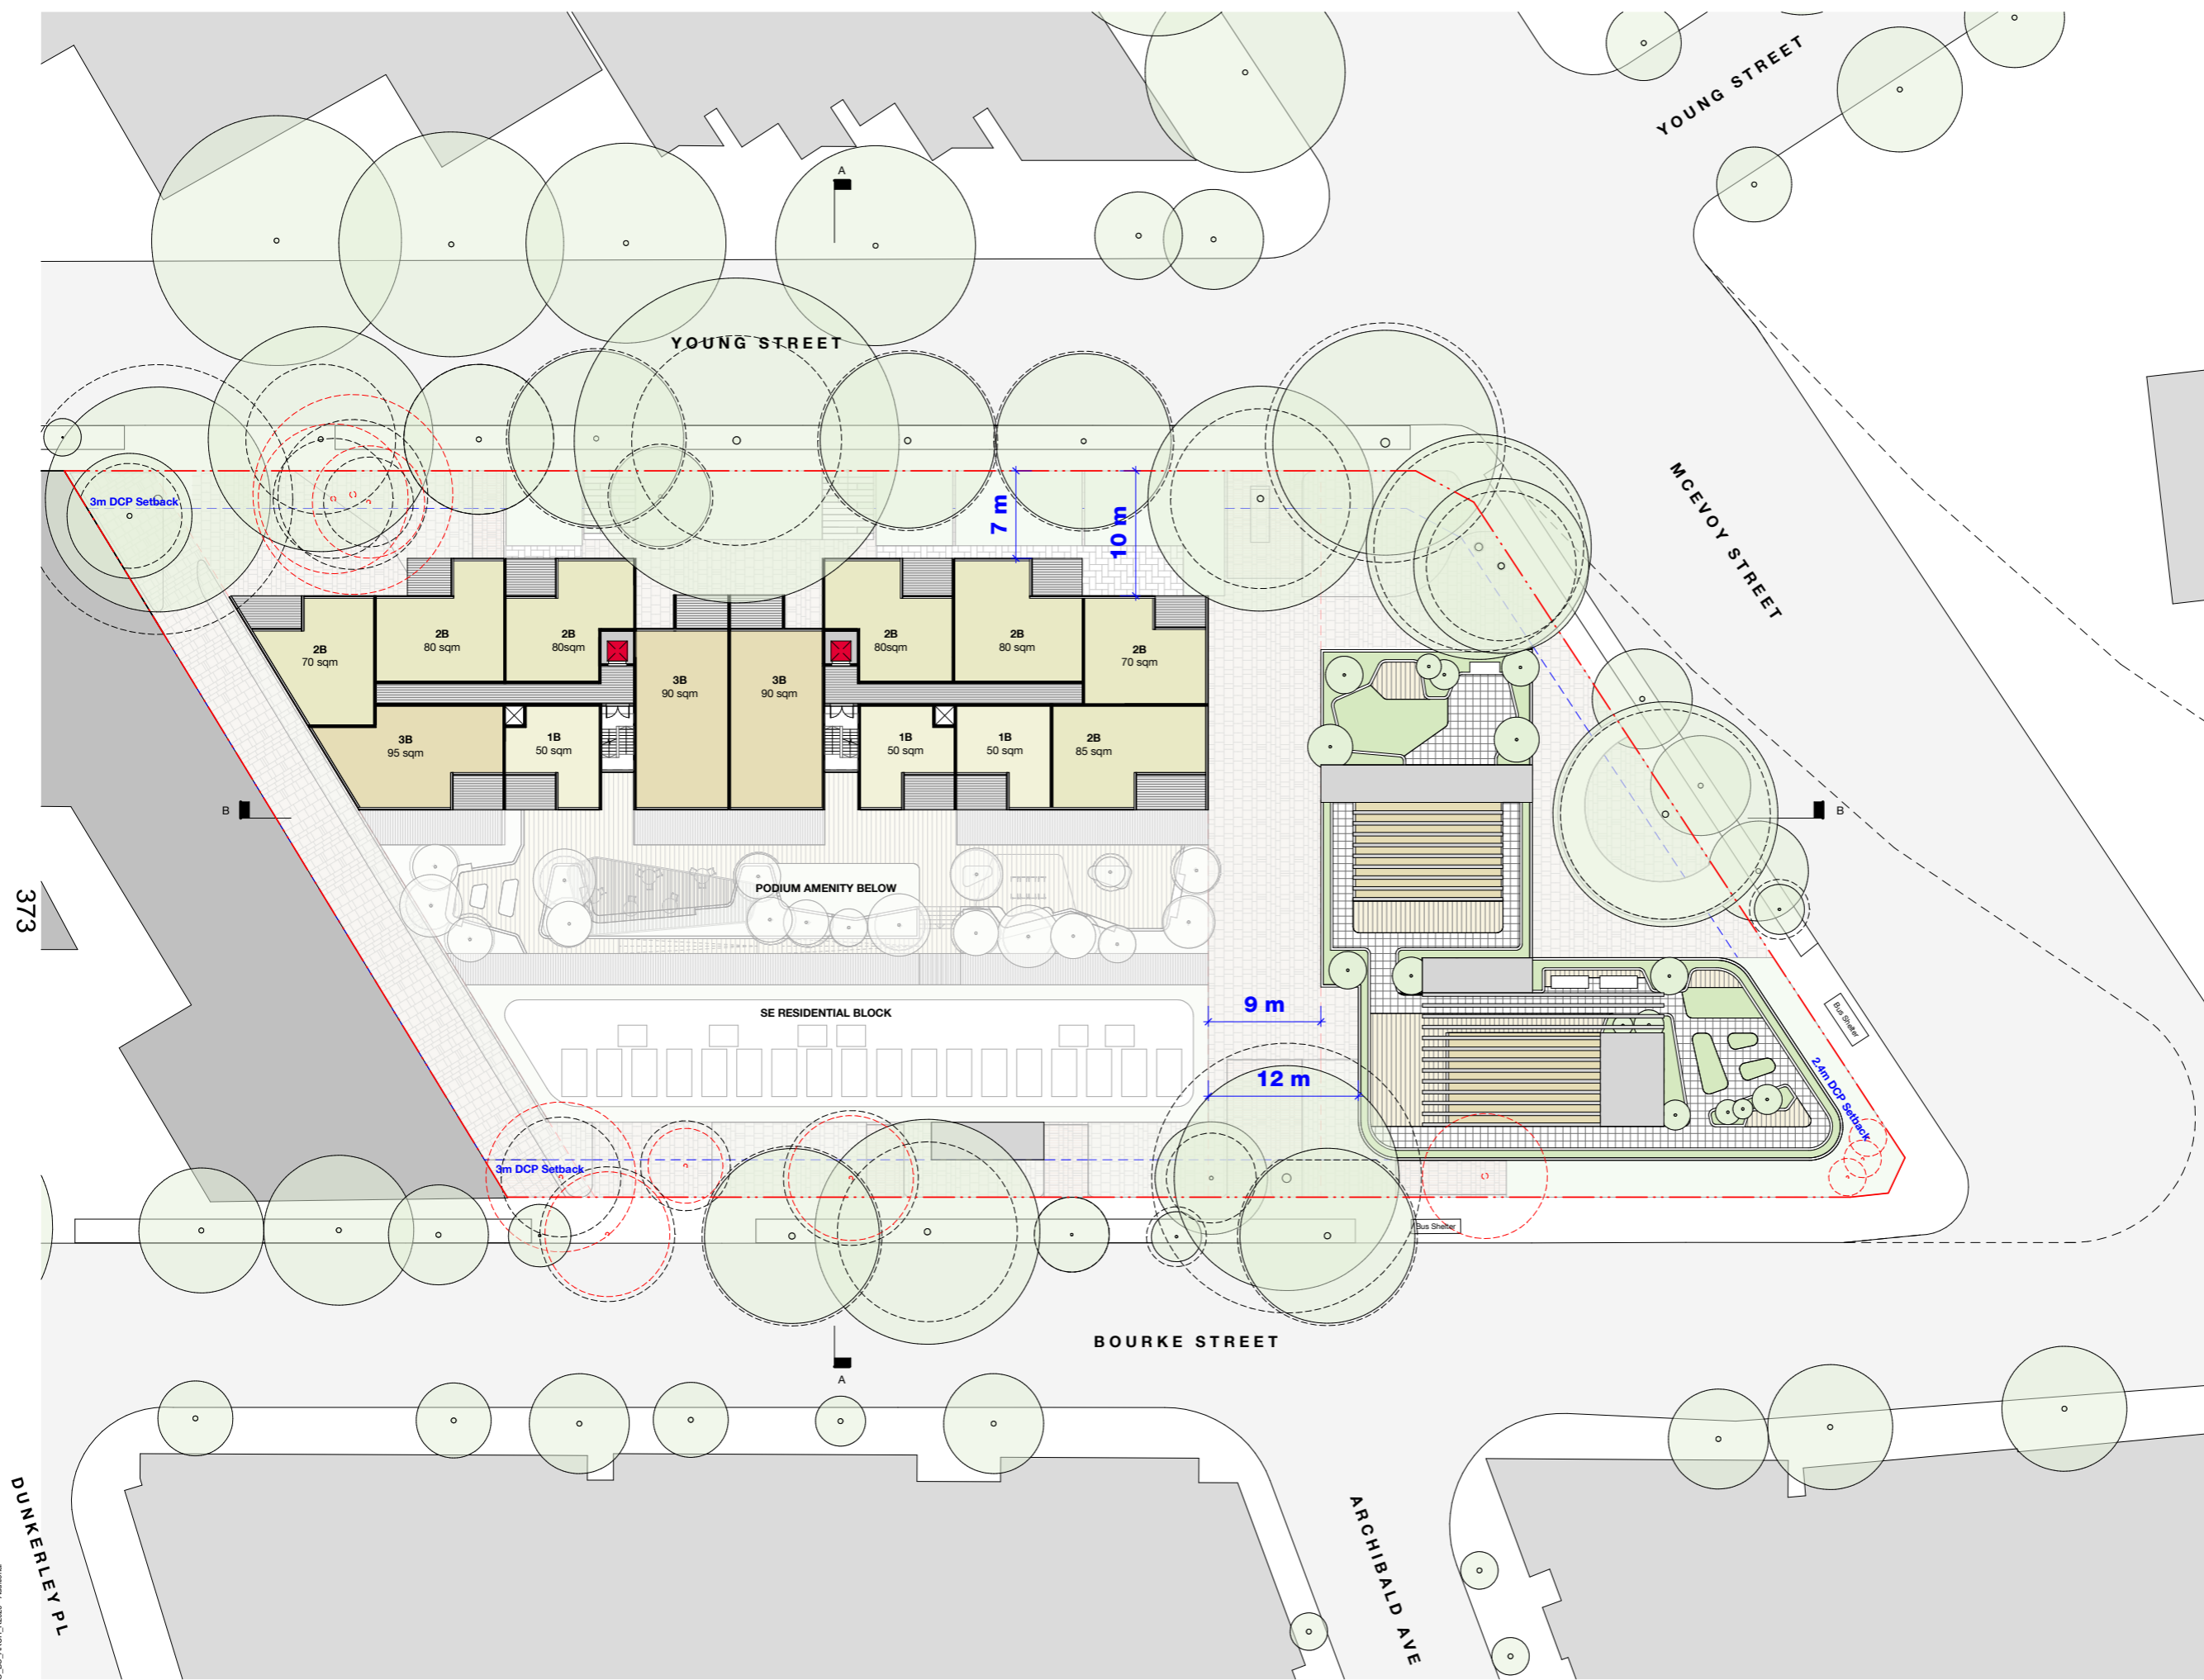 YOUNG STREET
A
YOUNG STREET
MCEVOY STREET
3m DCP Setback
7 m
10 m
2B
70 sqm
2B
80 sqm
2B
80sqm
3B
90 sqm
3B
90 sqm
2B
80sqm
2B
80 sqm
2B
70 sqm
3B
95 sqm
1B
50 sqm
1B
50 sqm
1B
50 sqm
2B
85 sqm
B
B
373
PODIUM AMENITY BELOW
SE RESIDENTIAL BLOCK
9 m
12 m
Bus Shelter
2.4m DCP Setback
3m DCP Setback
Bus Shelter
BOURKE STREET
A
DUNKERLEY PL
ARCHIBALD AVE